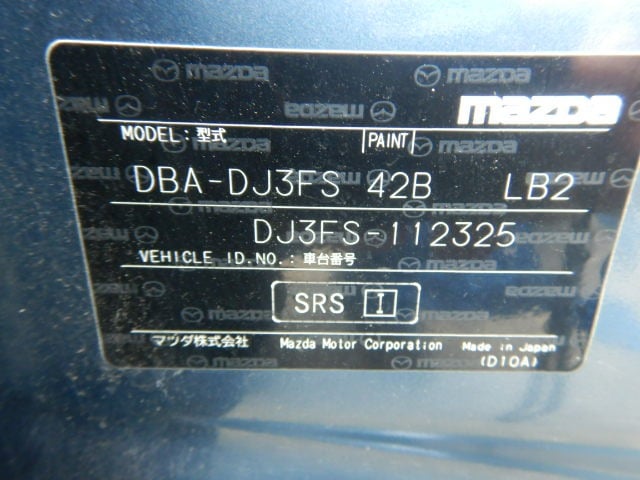 mazda
MODEL:型式 PAINT
DBA-DJ3FS 42B LB2
DJ3FS-112325
VEHICLE ID.NO.:車台番号
SRS I
マツダ株式会社 Mazda Motor Corporation Made in Japan
(D10A)